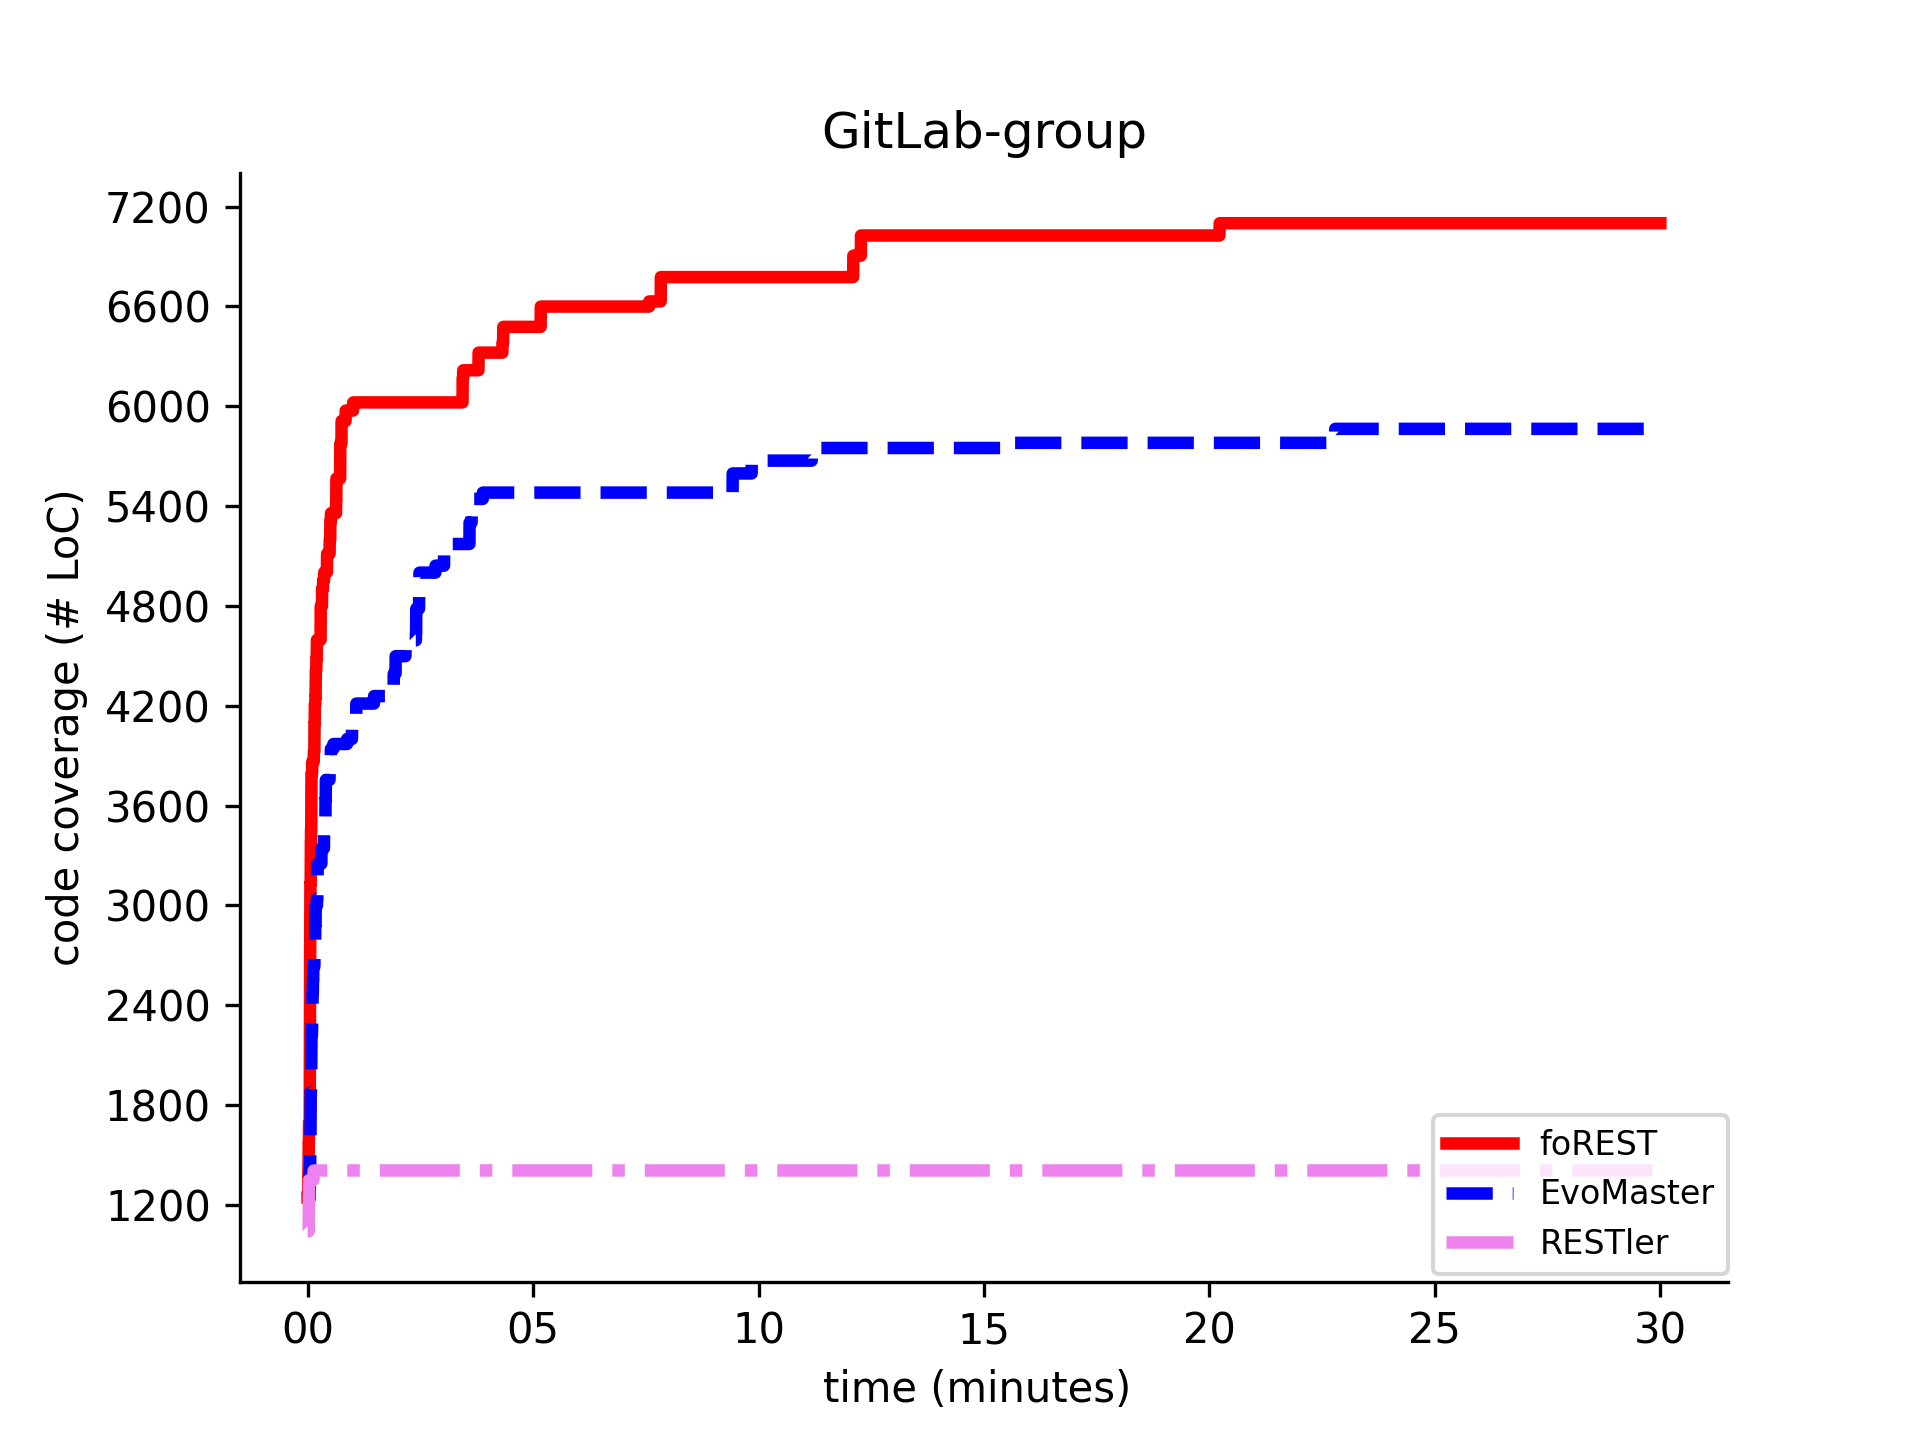 GitLab-group
7200
6600
6000
5400
4800
4200
3600
3000
2400
1800
1200
code coverage (# LoC)
foREST
EvoMaster
RESTler
00 05 10 15 20 25 30
time (minutes)